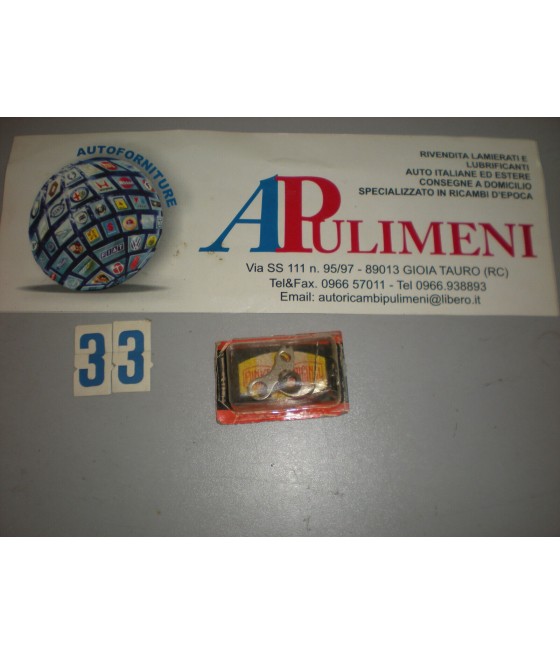 AUTOFORNITURE
RIVENDITA LAMIERATI E
LUBRIFICANTI
AUTO ITALIANE ED ESTERE
CONSEGNE A DOMICILIO
SPECIALIZZATO IN RICAMBI D'EPOCA
APULIMENI
Via SS 111 n. 95/97 - 89013 GIOIA TAURO (RC)
Tel&Fax. 0966 57011 - Tel 0966.938893
Email: autoricambipulimeni@libero.it
33